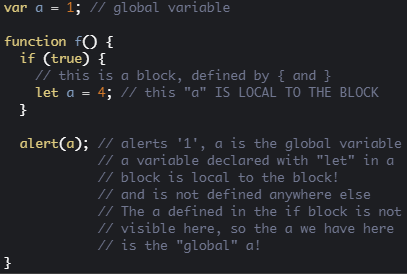 var a = 1; // global variable
function f() {
if (true) {
// this is a block, defined by { and }
let a = 4; // this "a" IS LOCAL TO THE BLOCK
}
alert(a); // alerts '1', a is the global variable
// a variable declared with "let" in a
// block is local to the block!
// and is not defined anywhere else
// The a defined in the if block is not
// visible here, so the a we have here
// is the "global" a!
}